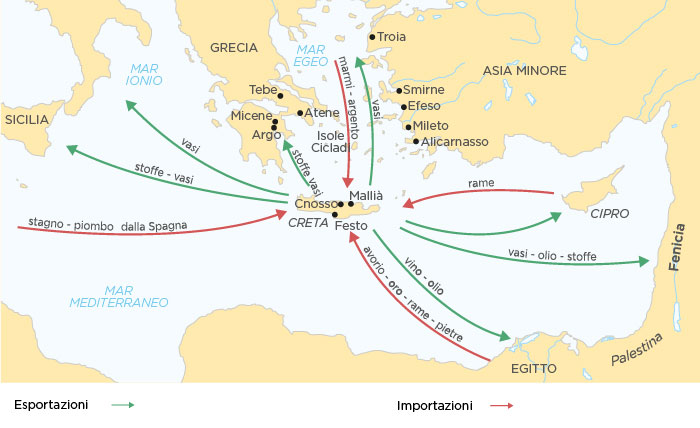 Troia
GRECIA
MAR
EGEO
MAR
IONIO
ASIA MINORE
marmi - argento
vasi
Tebe
Smirne
Efeso
SICILIA
Micene
Atene
Argo
Isole
Cicladi
Mileto
Alicarnasso
vasi
stoffe - vasi
stoffe vasi
rame
Mallià
Cnosso
CRETA
Festo
CIPRO
stagno - piombo dalla Spagna
vasi - olio - stoffe
Fenicia
vino - olio
avorio - oro - rame - pietre
MAR
MEDITERRANEO
Palestina
EGITTO
Esportazioni
Importazioni